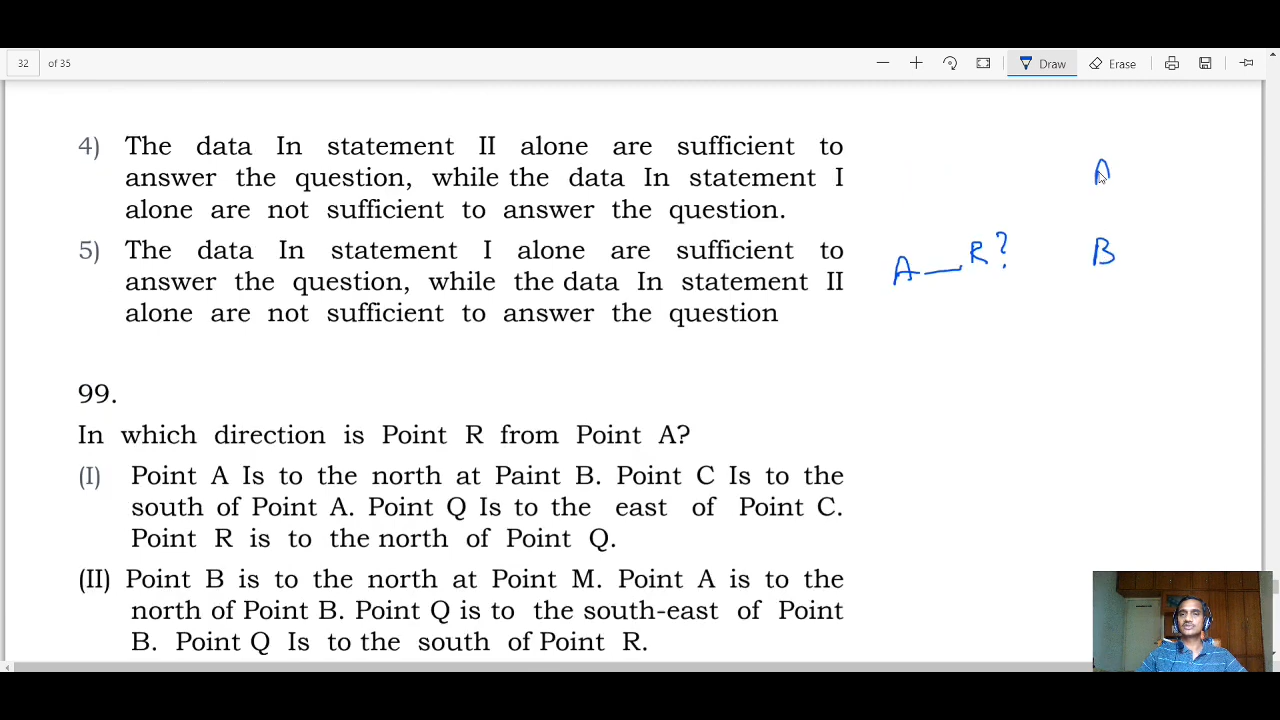 32 of 35 Draw Erase
4) The data In statement II alone are sufficient to
answer the question, while the data In statement I
alone are not sufficient to answer the question.
5) The data In statement I alone are sufficient to
answer the question, while the data In statement II
alone are not sufficient to answer the question
A
A R ? B
99.
In which direction is Point R from Point A?
(I) Point A Is to the north at Paint B. Point C Is to the
south of Point A. Point Q Is to the east of Point C.
Point R is to the north of Point Q.
(II) Point B is to the north at Point M. Point A is to the
north of Point B. Point Q is to the south-east of Point
B. Point Q Is to the south of Point R.